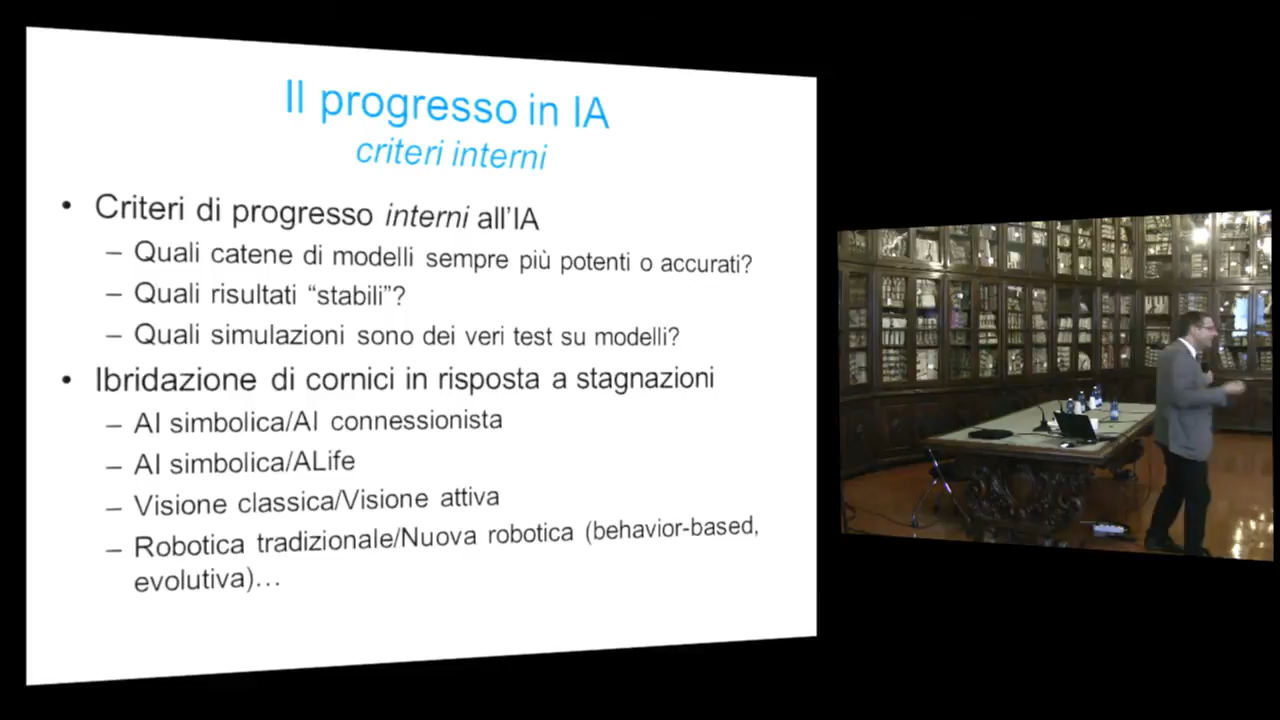 Il progresso in IA
criteri interni
• Criteri di progresso interni all'IA
– Quali catene di modelli sempre più potenti o accurati?
– Quali risultati “stabili”?
– Quali simulazioni sono dei veri test su modelli?
• Ibridazione di cornici in risposta a stagnazioni
– AI simbolica/AI connessionista
– AI simbolica/ALife
– Visione classica/Visione attiva
– Robotica tradizionale/Nuova robotica (behavior-based,
evolutiva)…